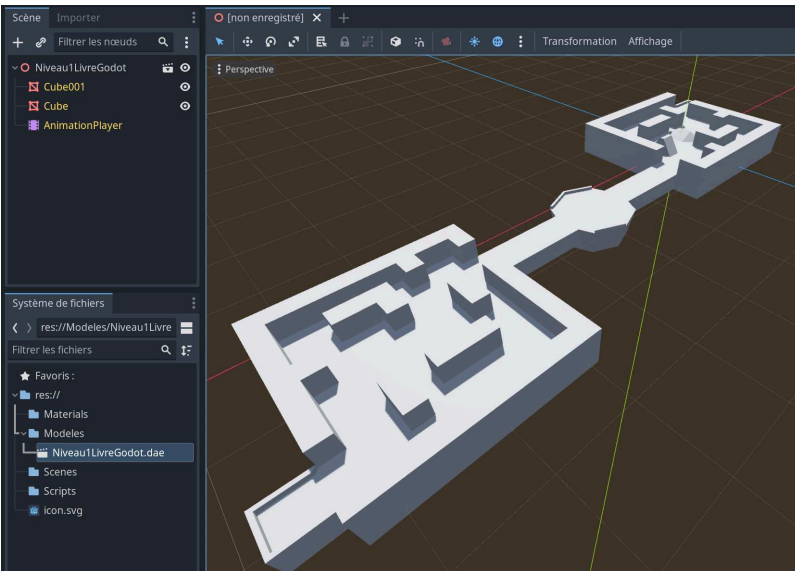 Scène Importer
[non enregistré]
Filtrer les nœuds
Transformation Affichage
Niveau1LivreGodot
Perspective
Cube001
Cube
AnimationPlayer
Système de fichiers
res://Modeles/Niveau1Livre
Filtrer les fichiers
Favoris :
res://
Materials
Modeles
Niveau1LivreGodot.dae
Scenes
Scripts
icon.svg